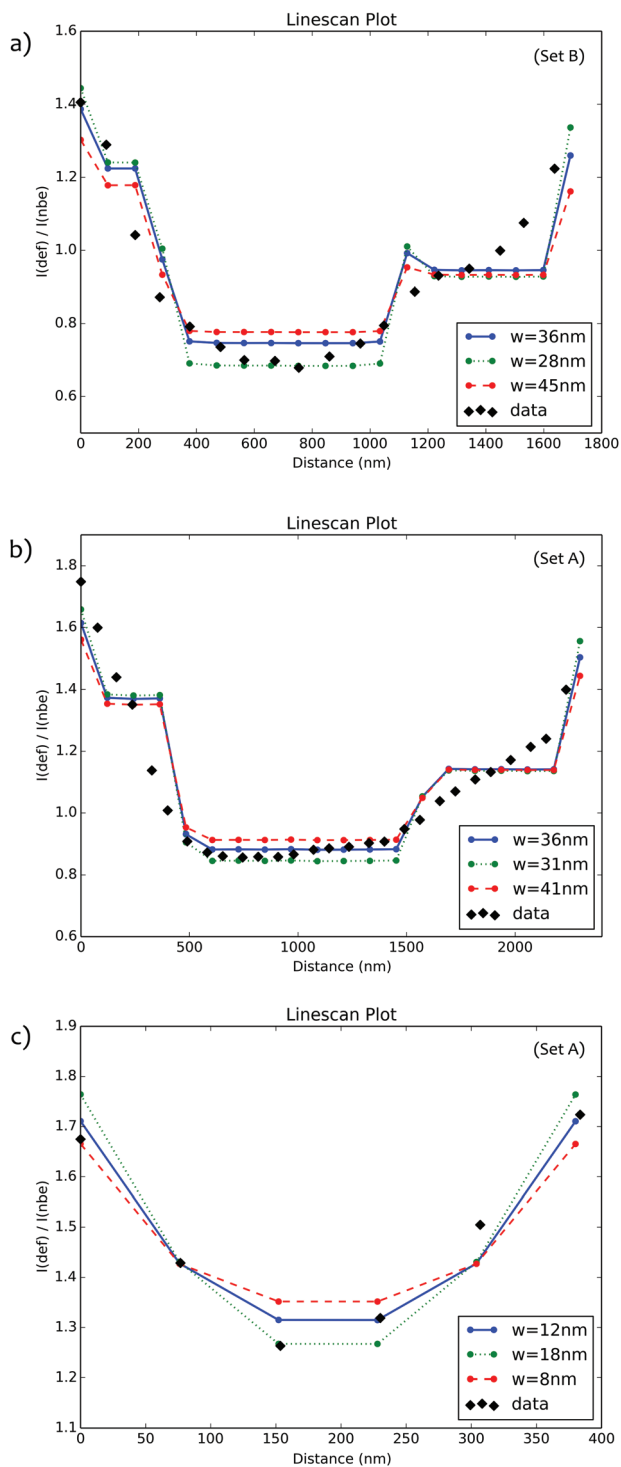 a)
Linescan Plot
(Set B)
I(def) / I(nbe)
1.6
1.4
1.2
1.0
0.8
0.6
w=36nm
w=28nm
w=45nm
data
0 200 400 600 800 1000 1200 1400 1600 1800
Distance (nm)
b)
Linescan Plot
(Set A)
I(def) / I(nbe)
1.8
1.6
1.4
1.2
1.0
0.8
0.6
w=36nm
w=31nm
w=41nm
data
0 500 1000 1500 2000
Distance (nm)
c)
Linescan Plot
(Set A)
I(def) / I(nbe)
1.9
1.8
1.7
1.6
1.5
1.4
1.3
1.2
1.1
w=12nm
w=18nm
w=8nm
data
0 50 100 150 200 250 300 350 400
Distance (nm)